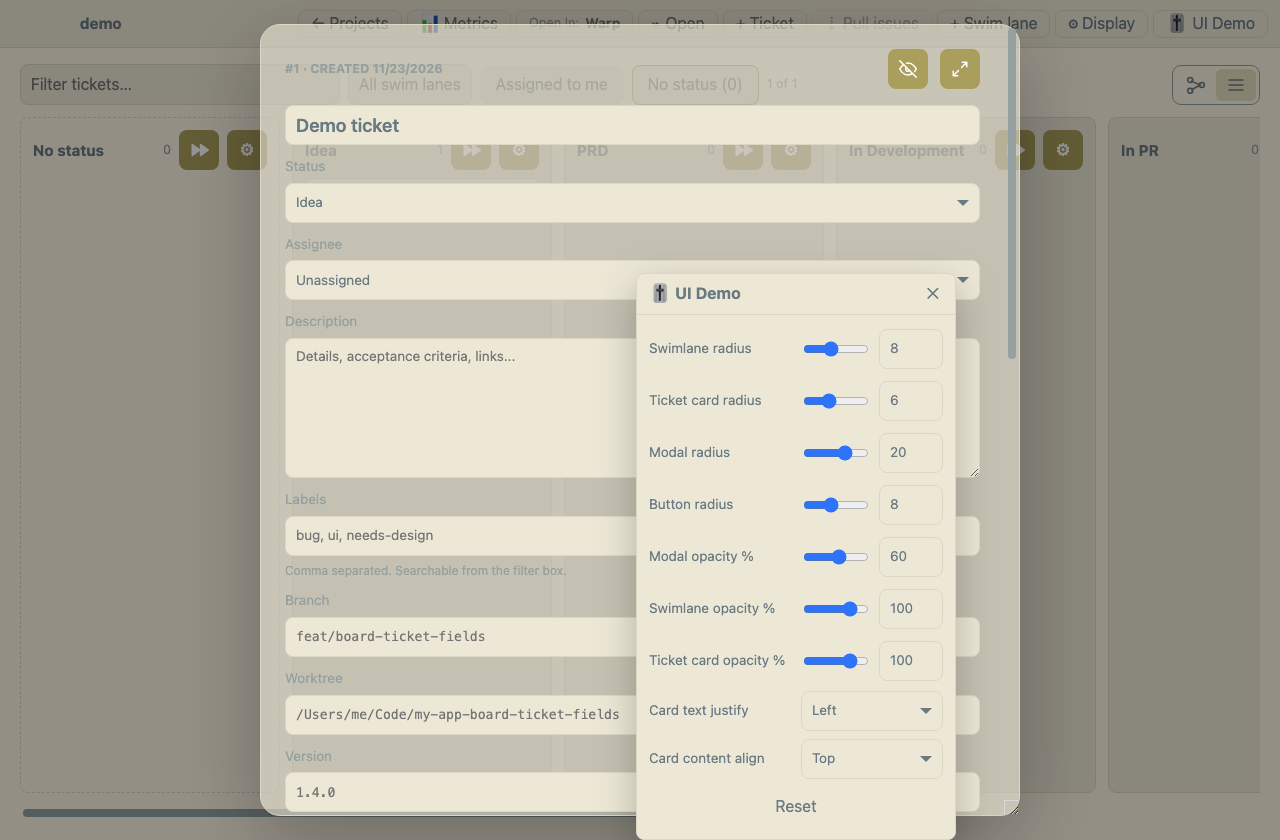 demo
← Projects
Metrics
Open In: Warp
Open
+ Ticket
Pull issues
+ Swim lane
Display
UI Demo
Filter tickets...
All swim lanes
Assigned to me
No status (0)
1 of 1
#1 · CREATED 11/23/2026
Demo ticket
No status
0
Idea
1
PRD
0
In Development
0
In PR
0
Status
Idea
Assignee
Unassigned
Description
Details, acceptance criteria, links...
Labels
bug, ui, needs-design
Comma separated. Searchable from the filter box.
Branch
feat/board-ticket-fields
Worktree
/Users/me/Code/my-app-board-ticket-fields
Version
1.4.0
UI Demo
Swimlane radius
8
Ticket card radius
6
Modal radius
20
Button radius
8
Modal opacity %
60
Swimlane opacity %
100
Ticket card opacity %
100
Card text justify
Left
Card content align
Top
Reset